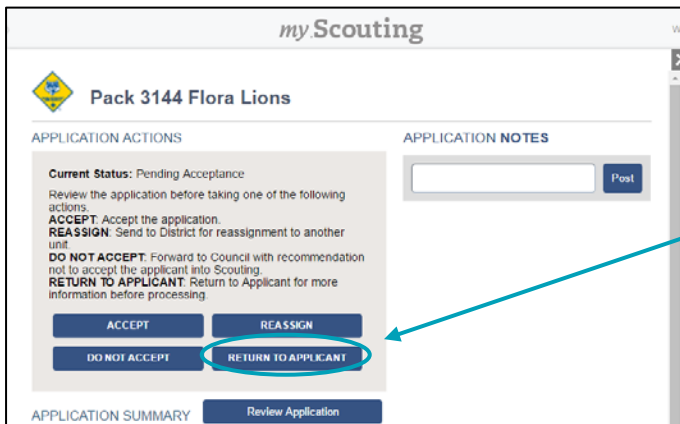 my.Scouting
Pack 3144 Flora Lions
APPLICATION ACTIONS
Current Status: Pending Acceptance
Review the application before taking one of the following
actions.
ACCEPT: Accept the application.
REASSIGN: Send to District for reassignment to another
unit.
DO NOT ACCEPT: Forward to Council with recommendation
not to accept the applicant into Scouting.
RETURN TO APPLICANT: Return to Applicant for more
information before processing.
ACCEPT
REASSIGN
DO NOT ACCEPT
RETURN TO APPLICANT
APPLICATION NOTES
Post
APPLICATION SUMMARY
Review Application